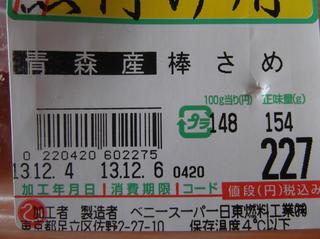 青森産棒さめ
100g当り(円) 正味量(g)
プラ 148 154
0 220420 602275
13.12.4 13.12.6 0420 227
加工年月日 消費期限 コード 値段(円)税込み
加工者 製造者 ベニースーパー日東燃料工業㈱
東京都足立区佐野2-27-10 保存温度4℃以下